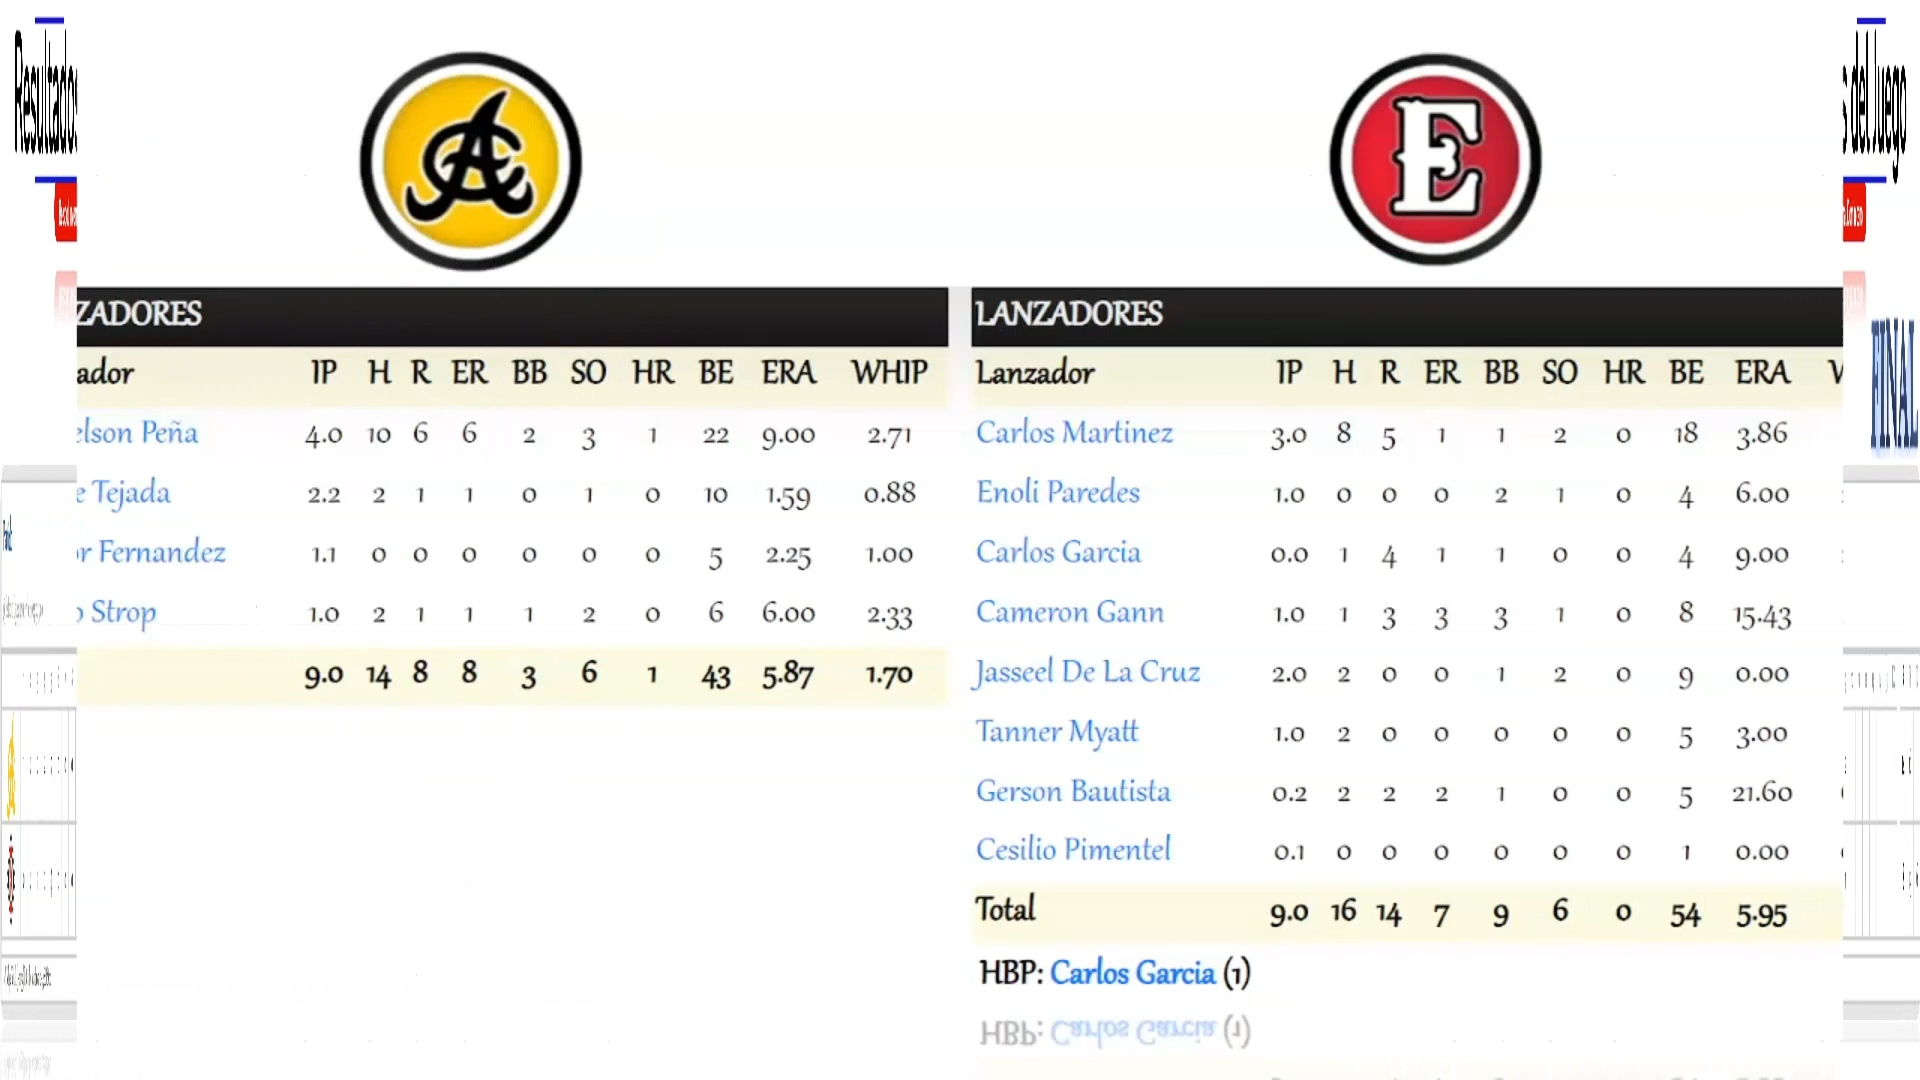 Resultados
s del Juego
FINAL
ZADORES
ador IP H R ER BB SO HR BE ERA WHIP
elson Peña 4.0 10 6 6 2 3 1 22 9.00 2.71
e Tejada 2.2 2 1 1 0 1 0 10 1.59 0.88
or Fernandez 1.1 0 0 0 0 0 0 5 2.25 1.00
o Strop 1.0 2 1 1 1 2 0 6 6.00 2.33
9.0 14 8 8 3 6 1 43 5.87 1.70
E
LANZADORES
Lanzador IP H R ER BB SO HR BE ERA
Carlos Martinez 3.0 8 5 1 1 2 0 18 3.86
Enoli Paredes 1.0 0 0 0 2 1 0 4 6.00
Carlos Garcia 0.0 1 4 1 1 0 0 4 9.00
Cameron Gann 1.0 1 3 3 3 1 0 8 15.43
Jasseel De La Cruz 2.0 2 0 0 1 2 0 9 0.00
Tanner Myatt 1.0 2 0 0 0 0 0 5 3.00
Gerson Bautista 0.2 2 2 2 1 0 0 5 21.60
Cesilio Pimentel 0.1 0 0 0 0 0 0 1 0.00
Total 9.0 16 14 7 9 6 0 54 5.95
HBP: Carlos Garcia (1)